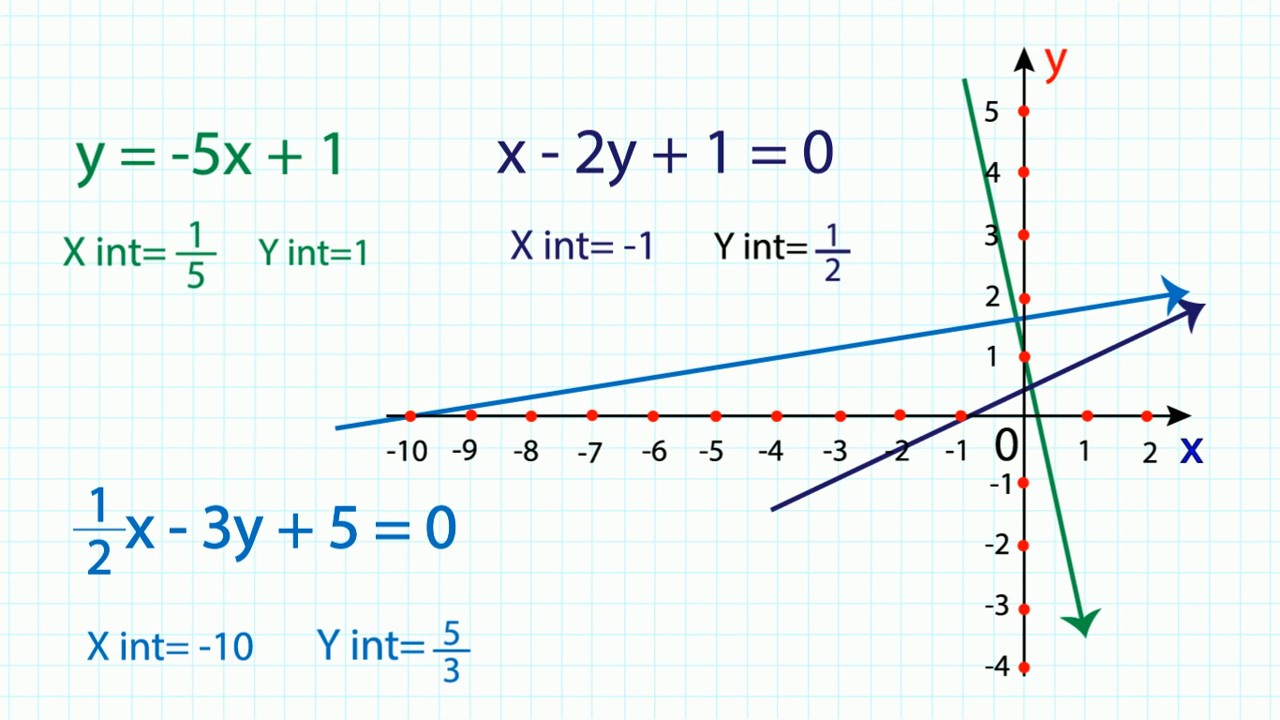 y = -5x + 1
X int= 1/5 Y int=1
x - 2y + 1 = 0
X int= -1 Y int= 1/2
1/2x - 3y + 5 = 0
X int= -10 Y int= 5/3
y
5
4
3
2
1
-10 -9 -8 -7 -6 -5 -4 -3 -2 -1 0 1 2 x
-1
-2
-3
-4